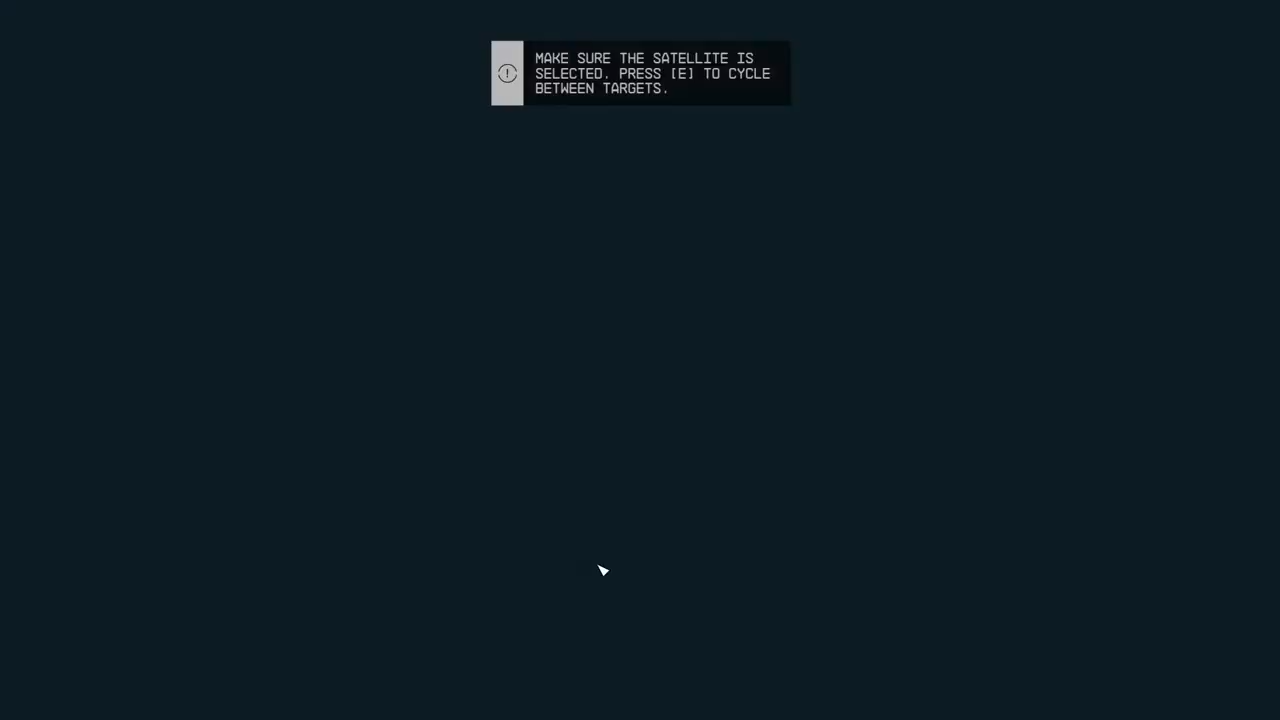 MAKE SURE THE SATELLITE IS
SELECTED. PRESS [E] TO CYCLE
BETWEEN TARGETS.